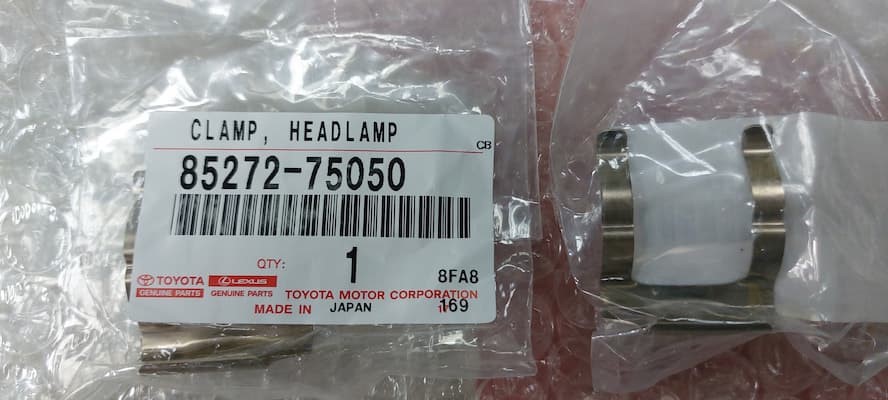 CLAMP, HEADLAMP
CB
85272-75050
QTY: 1 8FA8
TOYOTA LEXUS
GENUINE PARTS GENUINE PARTS TOYOTA MOTOR CORPORATION
MADE IN JAPAN 169